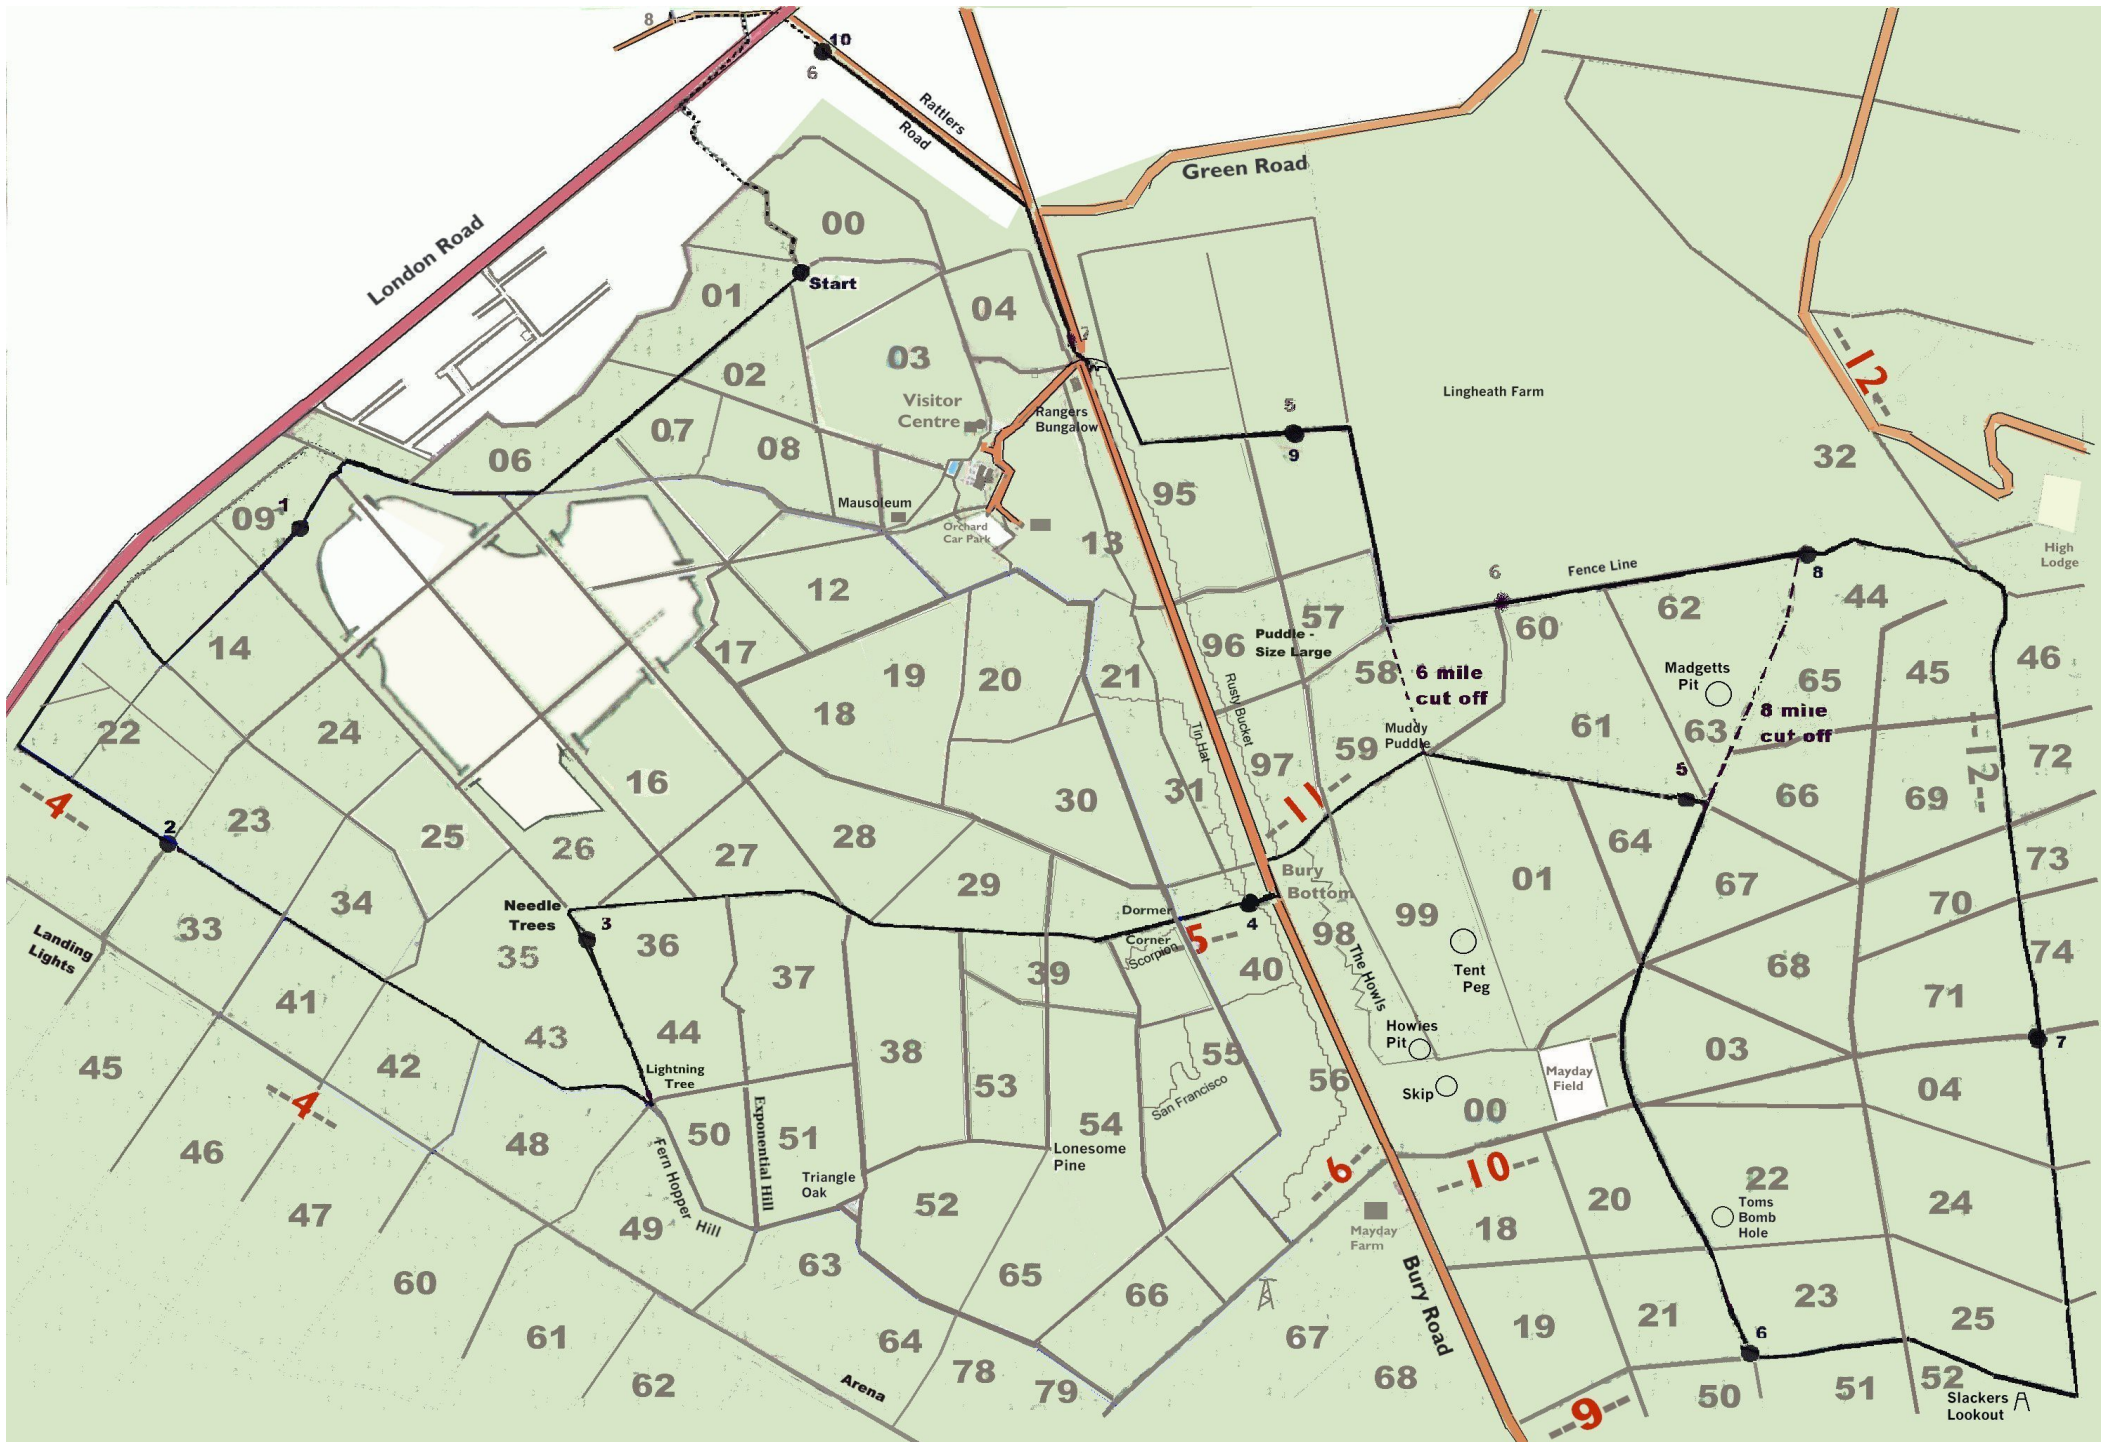 8
10
6
Rattlers
Road
Green Road
London Road
00
Start
01
04
02
03
Visitor
Centre
Rangers
Bungalow
Lingheath Farm
12
5
9
07
08
06
32
95
Mausoleum
Orchard
Car Park
09
1
13
High
Lodge
Fence Line
6
8
12
44
62
57
60
14
17
96
Puddle -
Size Large
46
19
20
21
58
6 mile
cut off
Madgetts
Pit
65
45
18
Rusty Bucket
Tin Hat
22
24
61
63
8 mile
cut off
59
Muddy
Puddle
12
72
97
16
5
31
30
11
66
69
4
23
2
25
26
28
27
64
73
29
Bury
Bottom
01
67
34
Needle
Trees
3
Dormer
Corner
4
99
70
33
Landing
Lights
35
36
Scorpion
5
98
The Howls
37
39
40
Tent
Peg
68
74
41
71
43
44
Howies
Pit
38
55
03
7
45
42
Lightning
Tree
53
56
Mayday
Field
Skip
San Francisco
04
4
Exponential Hill
00
50
51
54
46
48
Fern Hopper Hill
Lonesome
Pine
6
10
Triangle
Oak
22
47
49
52
20
Toms
Bomb
Hole
24
18
Mayday
Farm
63
65
60
66
Bury Road
23
61
64
67
19
21
6
25
62
Arena
78
79
68
50
51
52
9
Slackers
Lookout